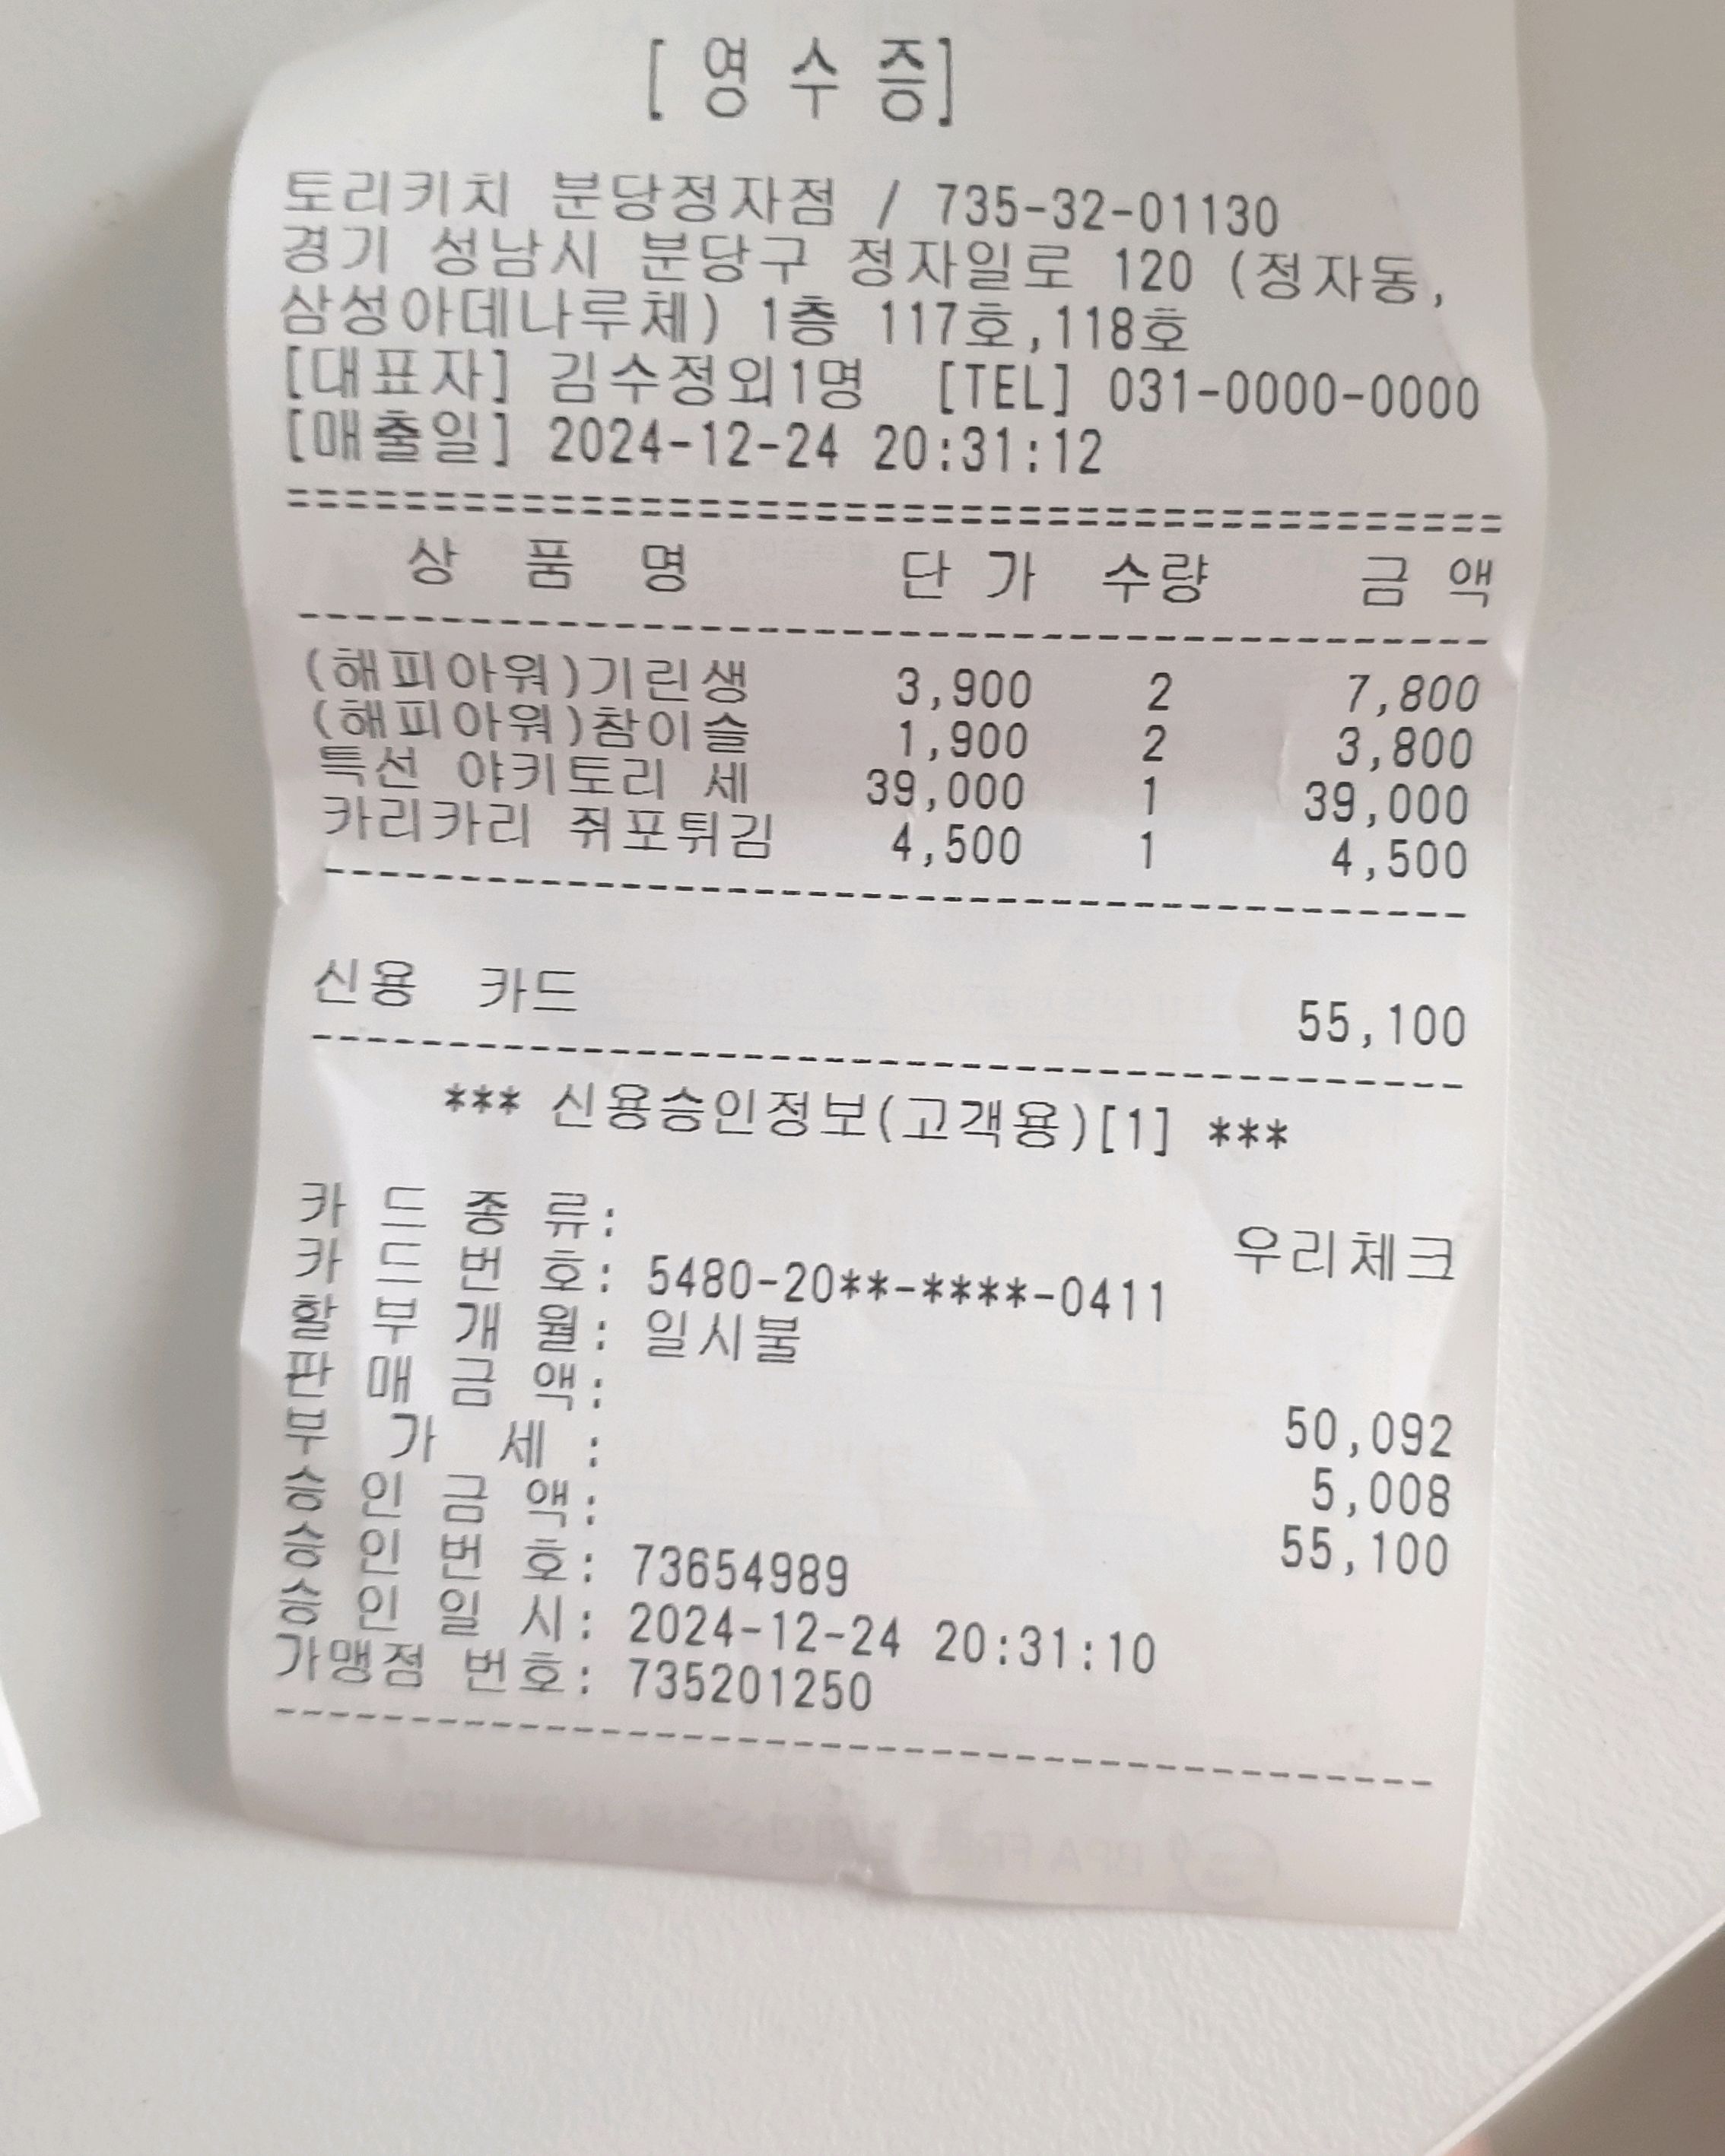 [ 영 수 증]
토리키치 분당정자점 / 735-32-01130
경기 성남시 분당구 정자일로 120 (정자동,
삼성아데나루체) 1층 117호,118호
[대표자] 김수정외1명 [TEL] 031-0000-0000
[매출일] 2024-12-24 20:31:12
==========================================
상 품 명 단 가 수량 금 액
------------------------------------------
(해피아워)기린생 3,900 2 7,800
(해피아워)참이슬 1,900 2 3,800
특선 야키토리 세 39,000 1 39,000
카리카리 쥐포튀김 4,500 1 4,500
------------------------------------------
신용 카드 55,100
------------------------------------------
*** 신용승인정보(고객용)[1] ***
카 드 종 류: 우리체크
카 드 번 호: 5480-20**-****-0411
할 부 개 월: 일시불
판 매 금 액: 50,092
부 가 세 : 5,008
승 인 금 액: 55,100
승 인 번 호: 73654989
승 인 일 시: 2024-12-24 20:31:10
가맹점 번호: 735201250
------------------------------------------